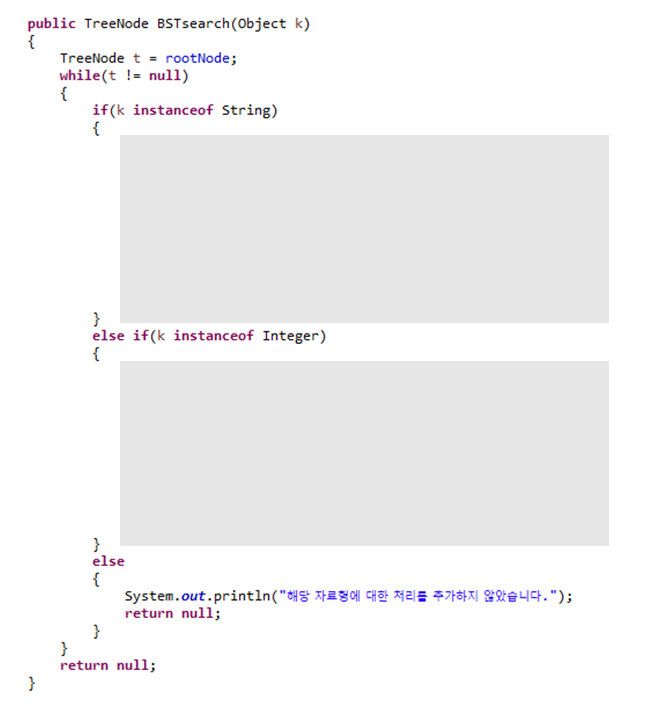 public TreeNode BSTsearch(Object k)
{
TreeNode t = rootNode;
while(t != null)
{
if(k instanceof String)
{
}
else if(k instanceof Integer)
{
}
else
{
System.out.println("해당 자료형에 대한 처리를 추가하지 않았습니다.");
return null;
}
}
return null;
}